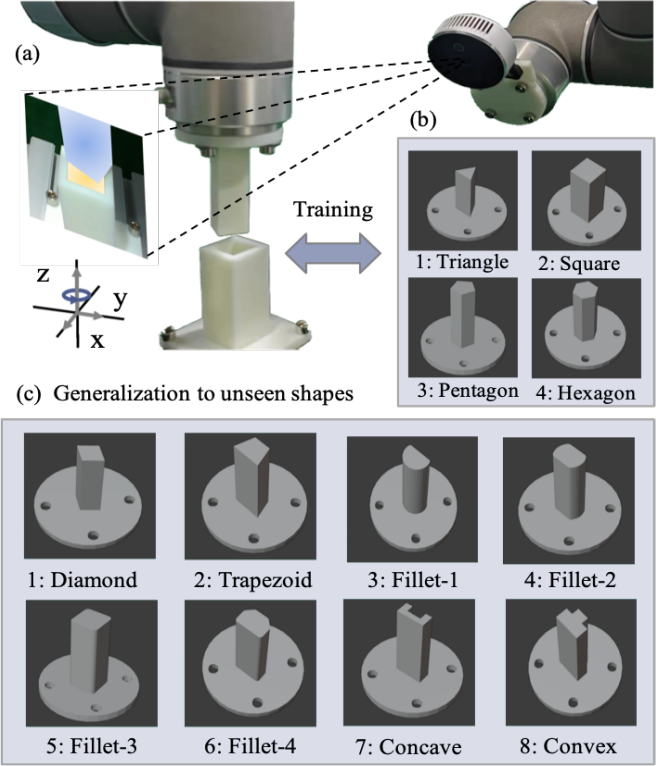 (a)
(b)
Training
z
y
x
1: Triangle
2: Square
3: Pentagon
4: Hexagon
(c) Generalization to unseen shapes
1: Diamond
2: Trapezoid
3: Fillet-1
4: Fillet-2
5: Fillet-3
6: Fillet-4
7: Concave
8: Convex